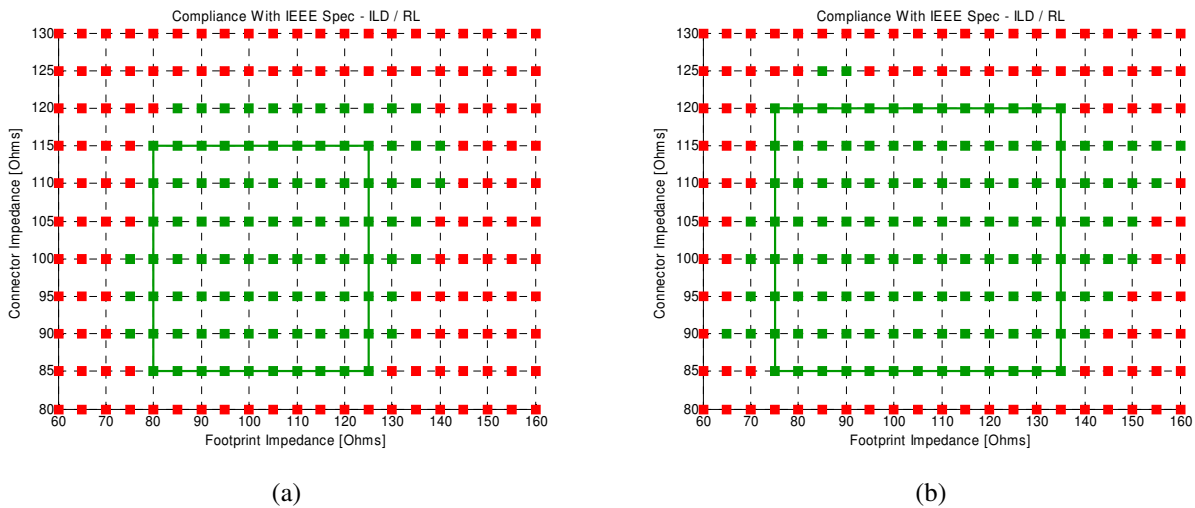 Compliance With IEEE Spec - ILD / RL
130
125
120
115
110
105
100
95
90
85
80
Connector Impedance [Ohms]
60 70 80 90 100 110 120 130 140 150 160
Footprint Impedance [Ohms]
(a)
Compliance With IEEE Spec - ILD / RL
130
125
120
115
110
105
100
95
90
85
80
Connector Impedance [Ohms]
60 70 80 90 100 110 120 130 140 150 160
Footprint Impedance [Ohms]
(b)